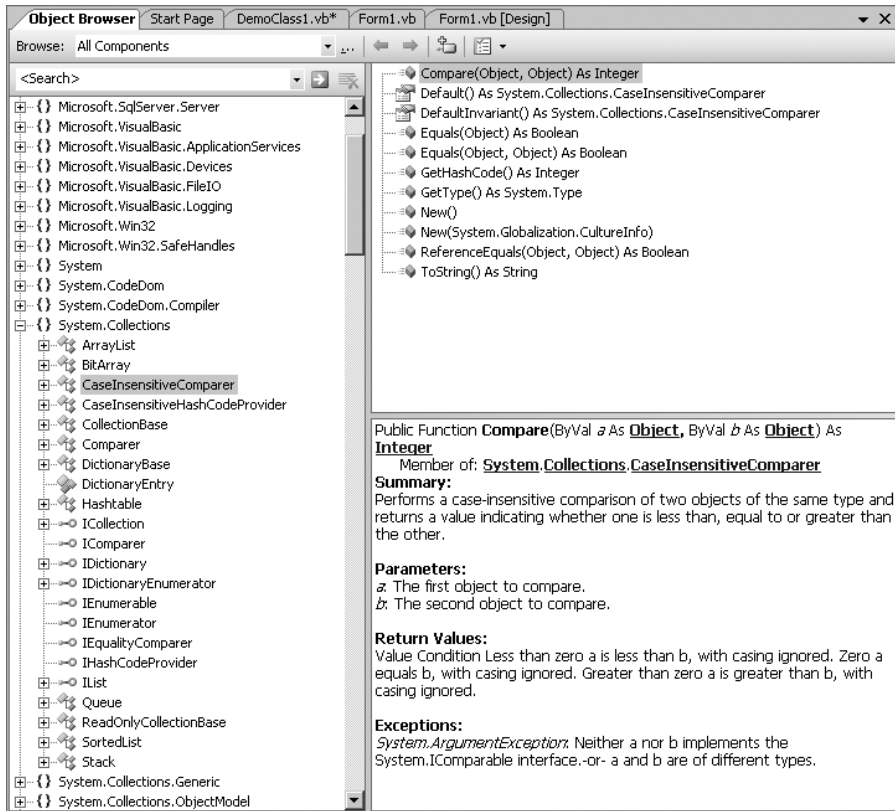 Object Browser Start Page DemoClass1.vb* Form1.vb Form1.vb [Design]
Browse: All Components ...
<Search>
Microsoft.SqlServer.Server
Microsoft.VisualBasic
Microsoft.VisualBasic.ApplicationServices
Microsoft.VisualBasic.Devices
Microsoft.VisualBasic.FileIO
Microsoft.VisualBasic.Logging
Microsoft.Win32
Microsoft.Win32.SafeHandles
System
System.CodeDom
System.CodeDom.Compiler
System.Collections
ArrayList
BitArray
CaseInsensitiveComparer
CaseInsensitiveHashCodeProvider
CollectionBase
Comparer
DictionaryBase
DictionaryEntry
Hashtable
ICollection
IComparer
IDictionary
IDictionaryEnumerator
IEnumerable
IEnumerator
IEqualityComparer
IHashCodeProvider
IList
Queue
ReadOnlyCollectionBase
SortedList
Stack
System.Collections.Generic
System.Collections.ObjectModel
Compare(Object, Object) As Integer
Default() As System.Collections.CaseInsensitiveComparer
DefaultInvariant() As System.Collections.CaseInsensitiveComparer
Equals(Object) As Boolean
Equals(Object, Object) As Boolean
GetHashCode() As Integer
GetType() As System.Type
New()
New(System.Globalization.CultureInfo)
ReferenceEquals(Object, Object) As Boolean
ToString() As String
Public Function Compare(ByVal a As Object, ByVal b As Object) As
Integer
Member of: System.Collections.CaseInsensitiveComparer
Summary:
Performs a case-insensitive comparison of two objects of the same type and
returns a value indicating whether one is less than, equal to or greater than
the other.
Parameters:
a: The first object to compare.
b: The second object to compare.
Return Values:
Value Condition Less than zero a is less than b, with casing ignored. Zero a
equals b, with casing ignored. Greater than zero a is greater than b, with
casing ignored.
Exceptions:
System.ArgumentException: Neither a nor b implements the
System.IComparable interface.-or- a and b are of different types.